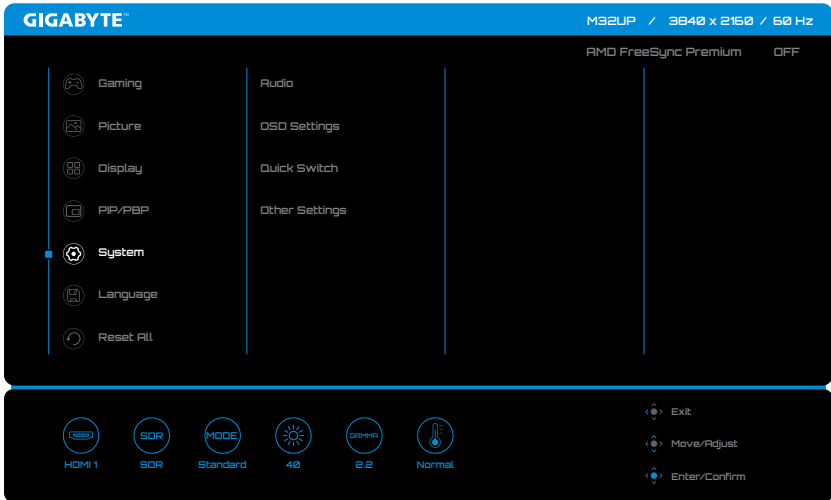 GIGABYTE™ M32UP / 3840 x 2160 / 60 Hz
AMD FreeSync Premium OFF
Gaming Audio
Picture OSD Settings
Display Quick Switch
PIP/PBP Other Settings
System
Language
Reset All
Exit
SDR MODE GAMMA
Move/Adjust
HDMI 1 SDR Standard 40 2.2 Normal
Enter/Confirm